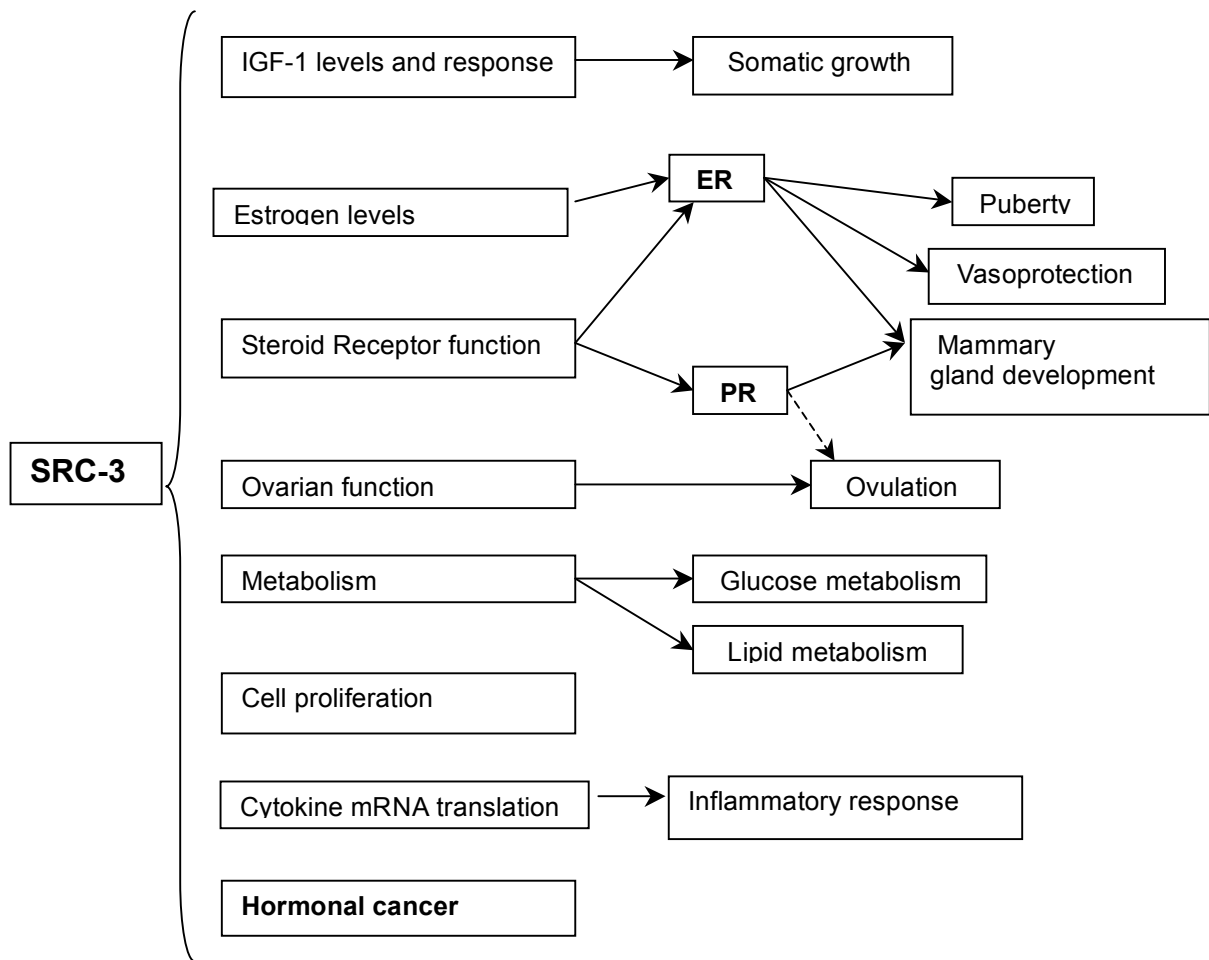 IGF-1 levels and response
Somatic growth
ER
Estrogen levels
Puberty
Vasoprotection
Steroid Receptor function
Mammary
gland development
PR
SRC-3
Ovarian function
Ovulation
Metabolism
Glucose metabolism
Lipid metabolism
Cell proliferation
Cytokine mRNA translation
Inflammatory response
Hormonal cancer